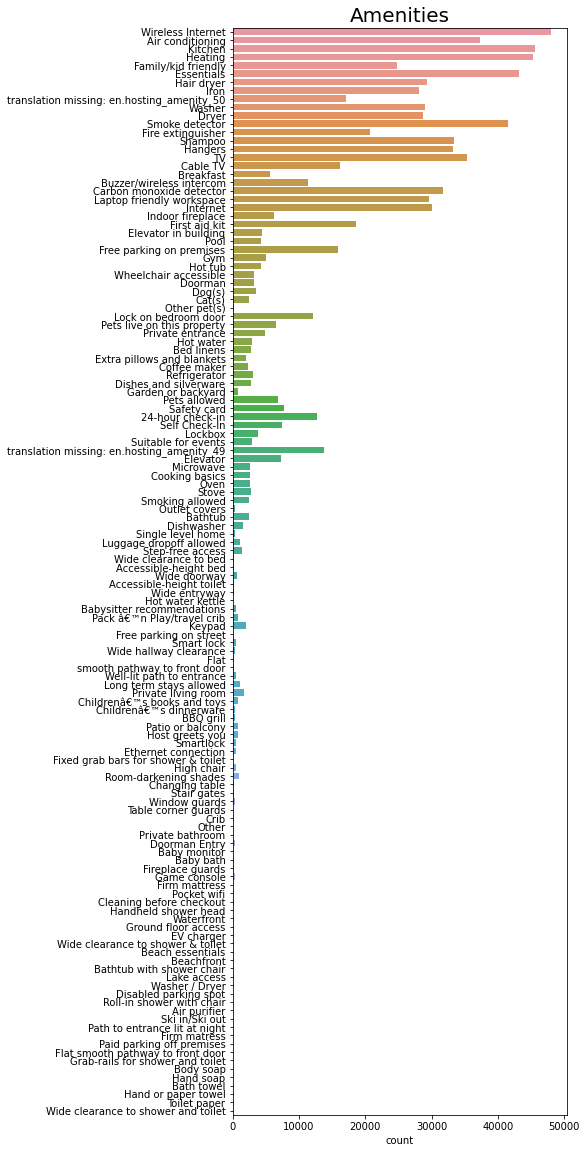 Amenities
Wireless Internet
Air conditioning
Kitchen
Heating
Family/kid friendly
Essentials
Hair dryer
Iron
translation missing: en.hosting_amenity_50
Washer
Dryer
Smoke detector
Fire extinguisher
Shampoo
Hangers
TV
Cable TV
Breakfast
Buzzer/wireless intercom
Carbon monoxide detector
Laptop friendly workspace
Internet
Indoor fireplace
First aid kit
Elevator in building
Pool
Free parking on premises
Gym
Hot tub
Wheelchair accessible
Doorman
Dog(s)
Cat(s)
Other pet(s)
Lock on bedroom door
Pets live on this property
Private entrance
Hot water
Bed linens
Extra pillows and blankets
Coffee maker
Refrigerator
Dishes and silverware
Garden or backyard
Pets allowed
Safety card
24-hour check-in
Self Check-In
Lockbox
Suitable for events
translation missing: en.hosting_amenity_49
Elevator
Microwave
Cooking basics
Oven
Stove
Smoking allowed
Outlet covers
Bathtub
Dishwasher
Single level home
Luggage dropoff allowed
Step-free access
Wide clearance to bed
Accessible-height bed
Wide doorway
Accessible-height toilet
Wide entryway
Hot water kettle
Babysitter recommendations
Pack â€™n Play/travel crib
Keypad
Free parking on street
Smart lock
Wide hallway clearance
Flat
smooth pathway to front door
Well-lit path to entrance
Long term stays allowed
Private living room
Childrenâ€™s books and toys
Childrenâ€™s dinnerware
BBQ grill
Patio or balcony
Host greets you
Smartlock
Ethernet connection
Fixed grab bars for shower & toilet
High chair
Room-darkening shades
Changing table
Stair gates
Window guards
Table corner guards
Crib
Other
Private bathroom
Doorman Entry
Baby monitor
Baby bath
Fireplace guards
Game console
Firm mattress
Pocket wifi
Cleaning before checkout
Handheld shower head
Waterfront
Ground floor access
EV charger
Wide clearance to shower & toilet
Beach essentials
Beachfront
Bathtub with shower chair
Lake access
Washer / Dryer
Disabled parking spot
Roll-in shower with chair
Air purifier
Ski in/Ski out
Path to entrance lit at night
Firm matress
Paid parking off premises
Flat smooth pathway to front door
Grab-rails for shower and toilet
Body soap
Hand soap
Bath towel
Hand or paper towel
Toilet paper
Wide clearance to shower and toilet
0 10000 20000 30000 40000 50000
count